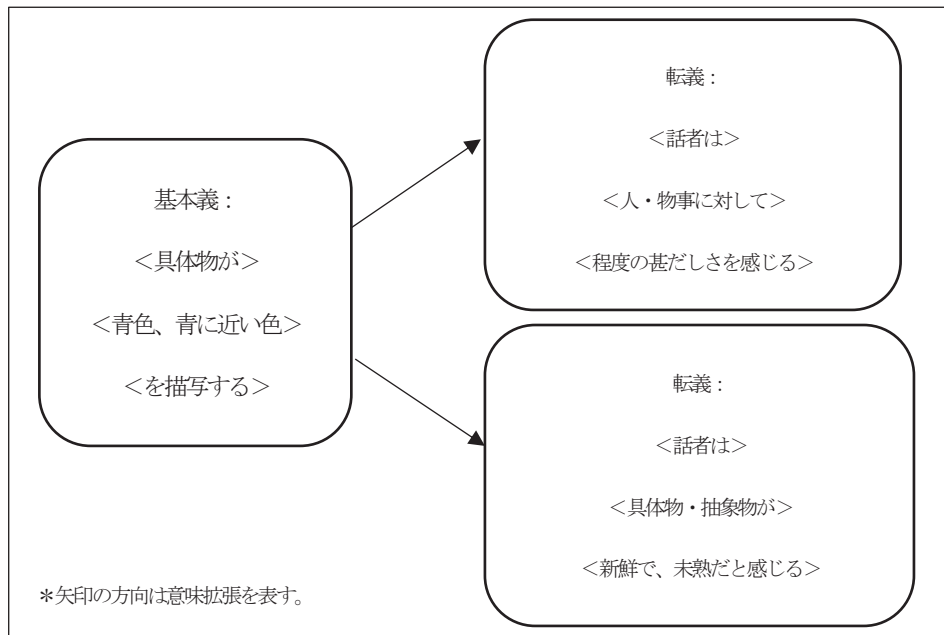 基本義：
＜具体物が＞
＜青色、青に近い色＞
＜を描写する＞
転義：
＜話者は＞
＜人・物事に対して＞
＜程度の甚だしさを感じる＞
転義：
＜話者は＞
＜具体物・抽象物が＞
＜新鮮で、未熟だと感じる＞
＊矢印の方向は意味拡張を表す。